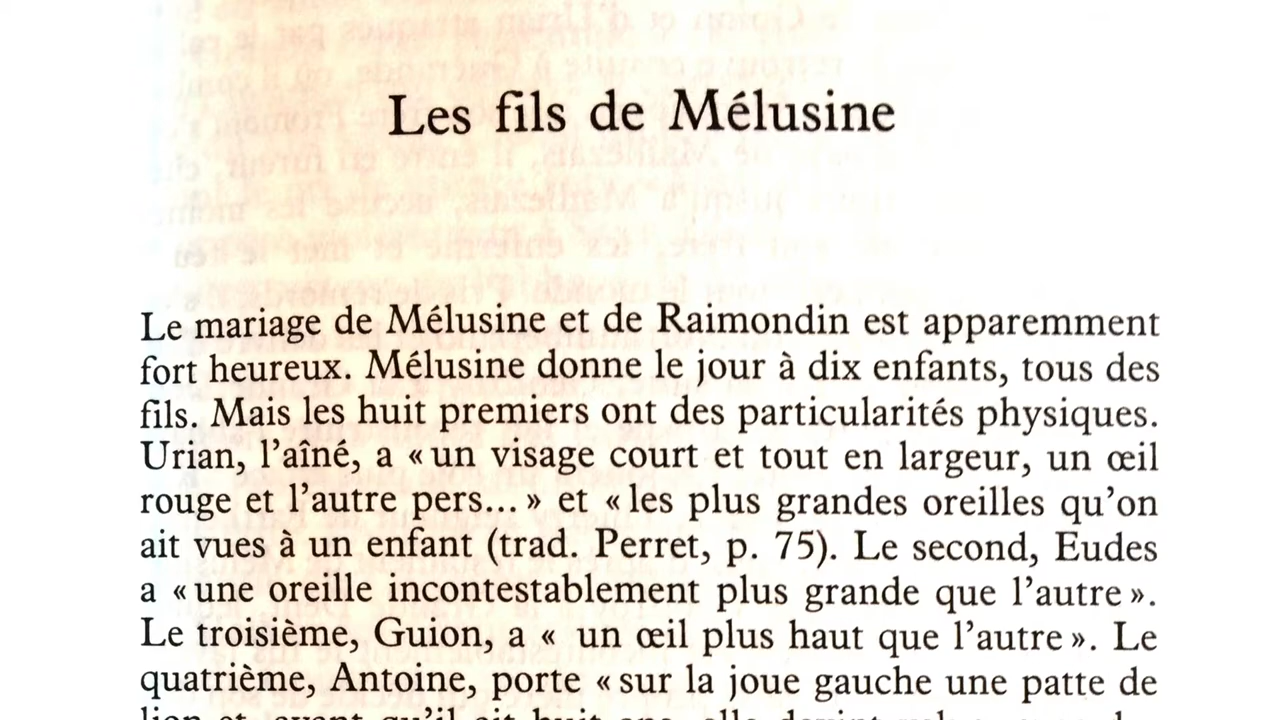 Les fils de Mélusine
Le mariage de Mélusine et de Raimondin est apparemment
fort heureux. Mélusine donne le jour à dix enfants, tous des
fils. Mais les huit premiers ont des particularités physiques.
Urian, l'aîné, a « un visage court et tout en largeur, un œil
rouge et l'autre pers... » et « les plus grandes oreilles qu'on
ait vues à un enfant (trad. Perret, p. 75). Le second, Eudes
a « une oreille incontestablement plus grande que l'autre ».
Le troisième, Guion, a « un œil plus haut que l'autre ». Le
quatrième, Antoine, porte « sur la joue gauche une patte de